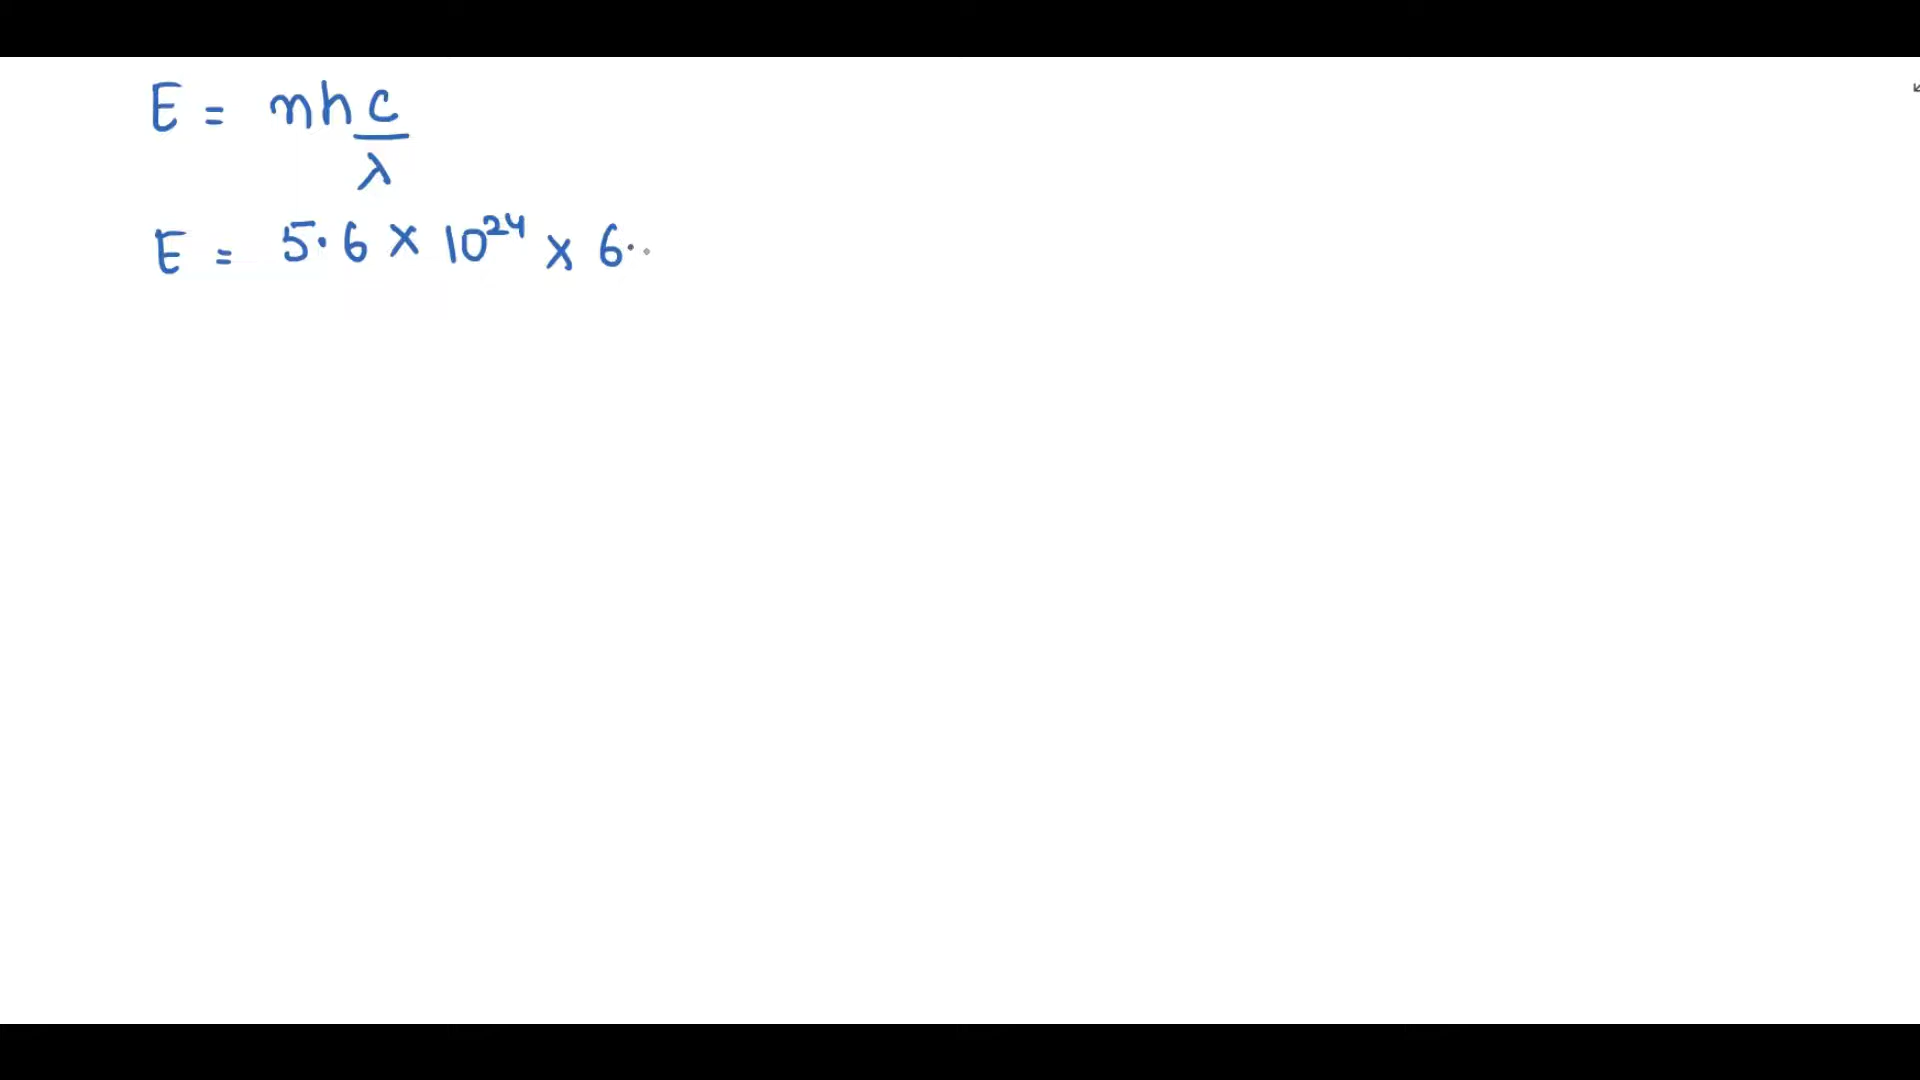 E = nhc/λ
E = 5.6 × 10²⁴ × 6.